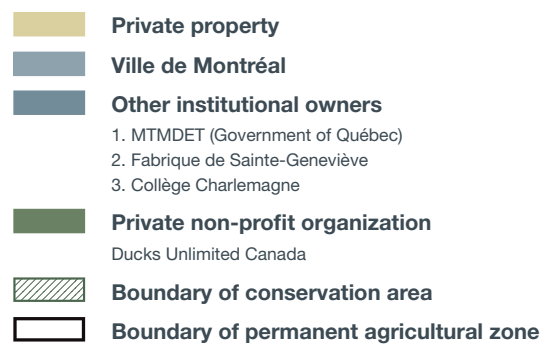 Private property
Ville de Montréal
Other institutional owners
1. MTMDET (Government of Québec)
2. Fabrique de Sainte-Geneviève
3. Collège Charlemagne
Private non-profit organization
Ducks Unlimited Canada
Boundary of conservation area
Boundary of permanent agricultural zone